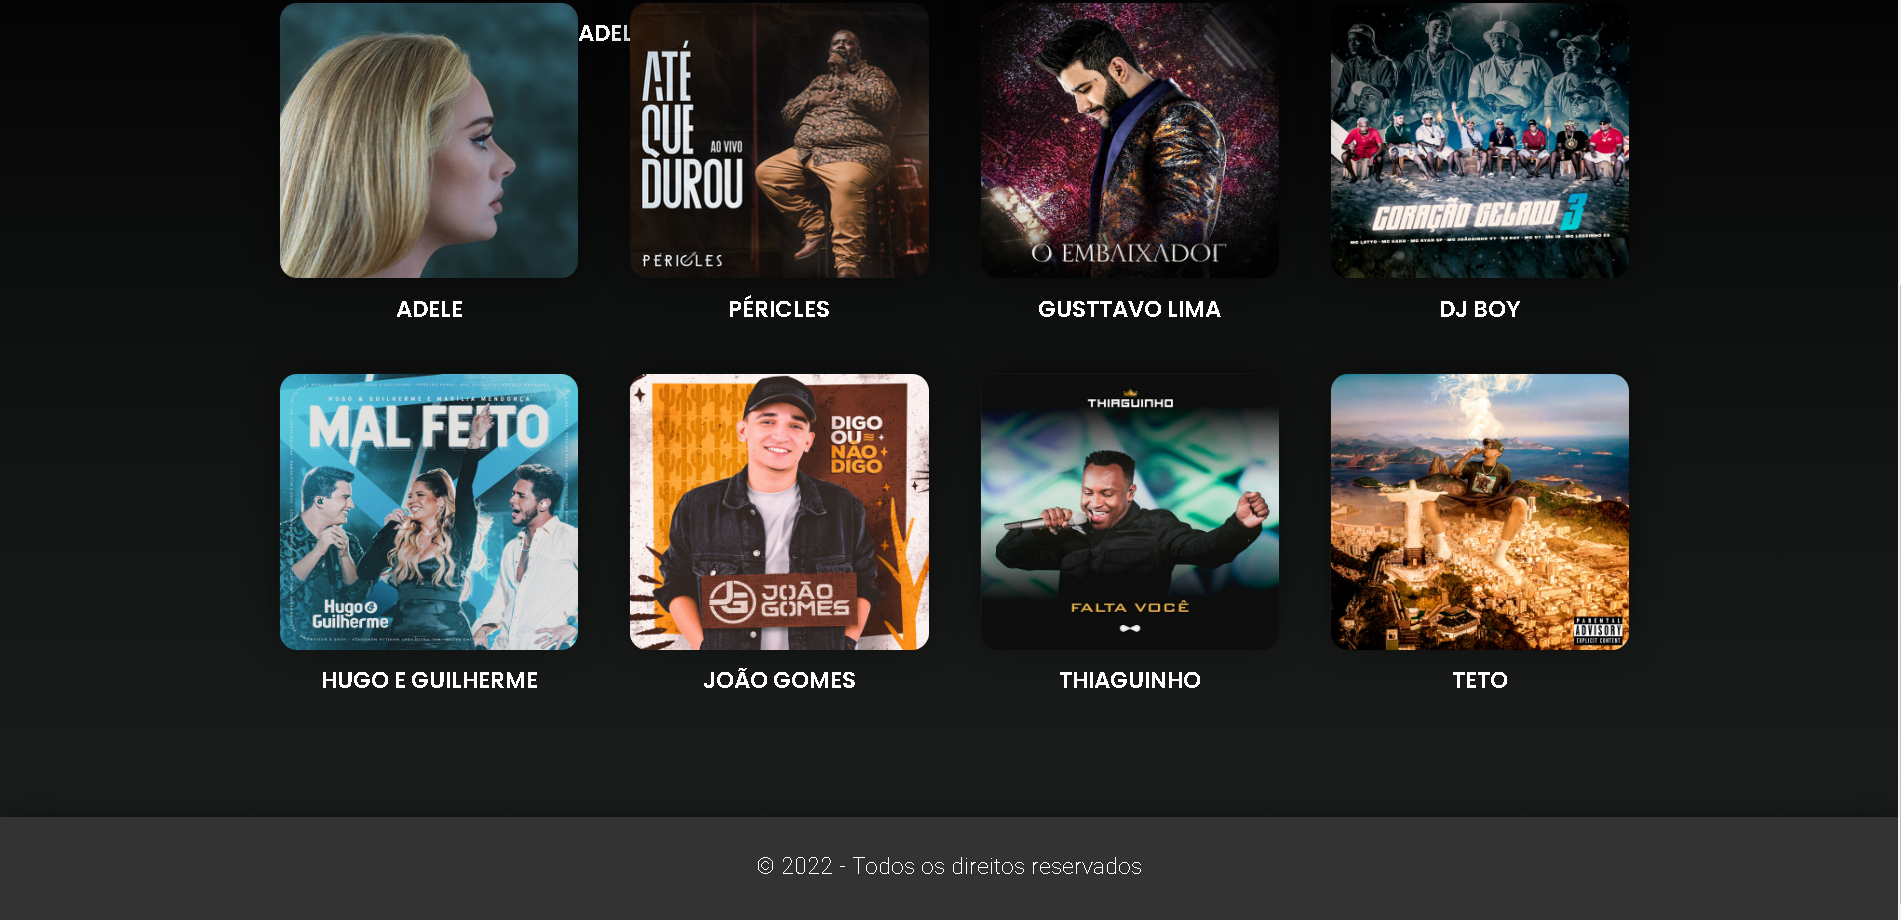 ADEL
ATÉ
QUE
AO VIVO
DUROU
PÉRICLES
O EMBAIXADOR
CORAÇÃO GELADO 3
ADELE
PÉRICLES
GUSTTAVO LIMA
DJ BOY
HUGO & GUILHERME E MARÍLIA MENDONÇA
MAL FEITO
Hugo &
Guilherme
DIGO
OU
NÃO
DIGO
JG
JOÃO
GOMES
THIAGUINHO
FALTA VOCÊ
PARENTAL
ADVISORY
EXPLICIT CONTENT
HUGO E GUILHERME
JOÃO GOMES
THIAGUINHO
TETO
© 2022 - Todos os direitos reservados